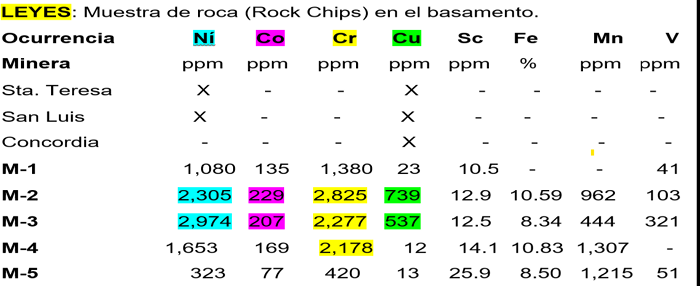 LEYES: Muestra de roca (Rock Chips) en el basamento.
Ocurrencia Ní Co Cr Cu Sc Fe Mn V
Minera ppm ppm ppm ppm ppm % ppm ppm
Sta. Teresa X - - X - - - -
San Luis X - - X - - - -
Concordia - - - X - - - -
M-1 1,080 135 1,380 23 10.5 - - 41
M-2 2,305 229 2,825 739 12.9 10.59 962 103
M-3 2,974 207 2,277 537 12.5 8.34 444 321
M-4 1,653 169 2,178 12 14.1 10.83 1,307 -
M-5 323 77 420 13 25.9 8.50 1,215 51